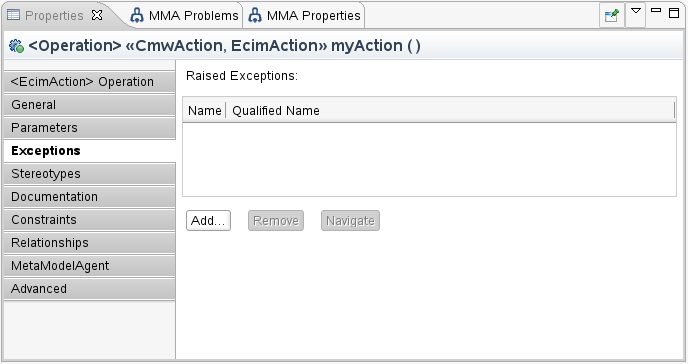 Properties MMA Problems MMA Properties
<Operation> «CmwAction, EcimAction» myAction ( )
<EcimAction> Operation
General
Parameters
Exceptions
Stereotypes
Documentation
Constraints
Relationships
MetaModelAgent
Advanced
Raised Exceptions:
Name Qualified Name
Add... Remove Navigate